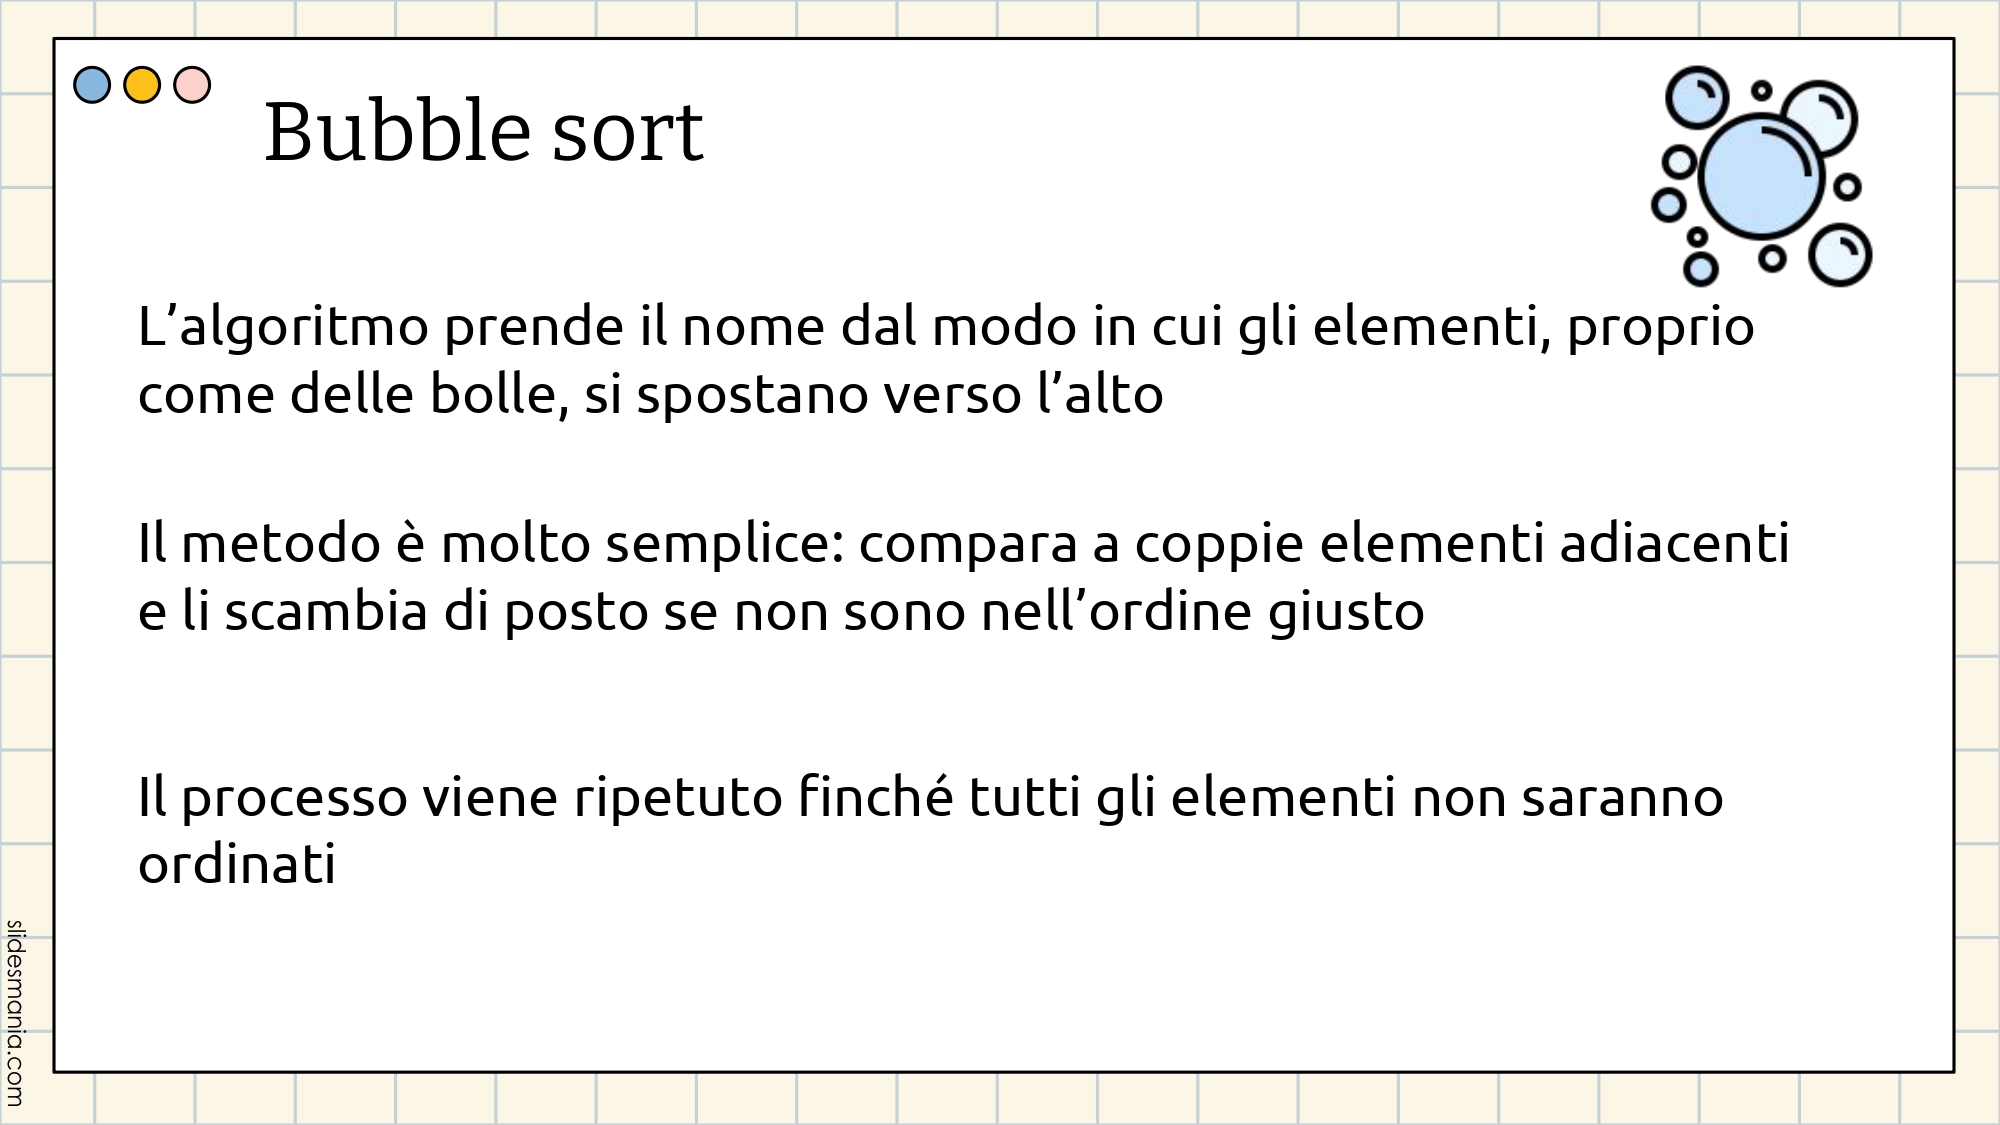 Bubble sort
L’algoritmo prende il nome dal modo in cui gli elementi, proprio
come delle bolle, si spostano verso l’alto
Il metodo è molto semplice: compara a coppie elementi adiacenti
e li scambia di posto se non sono nell’ordine giusto
Il processo viene ripetuto finché tutti gli elementi non saranno
ordinati
slidesmania.com